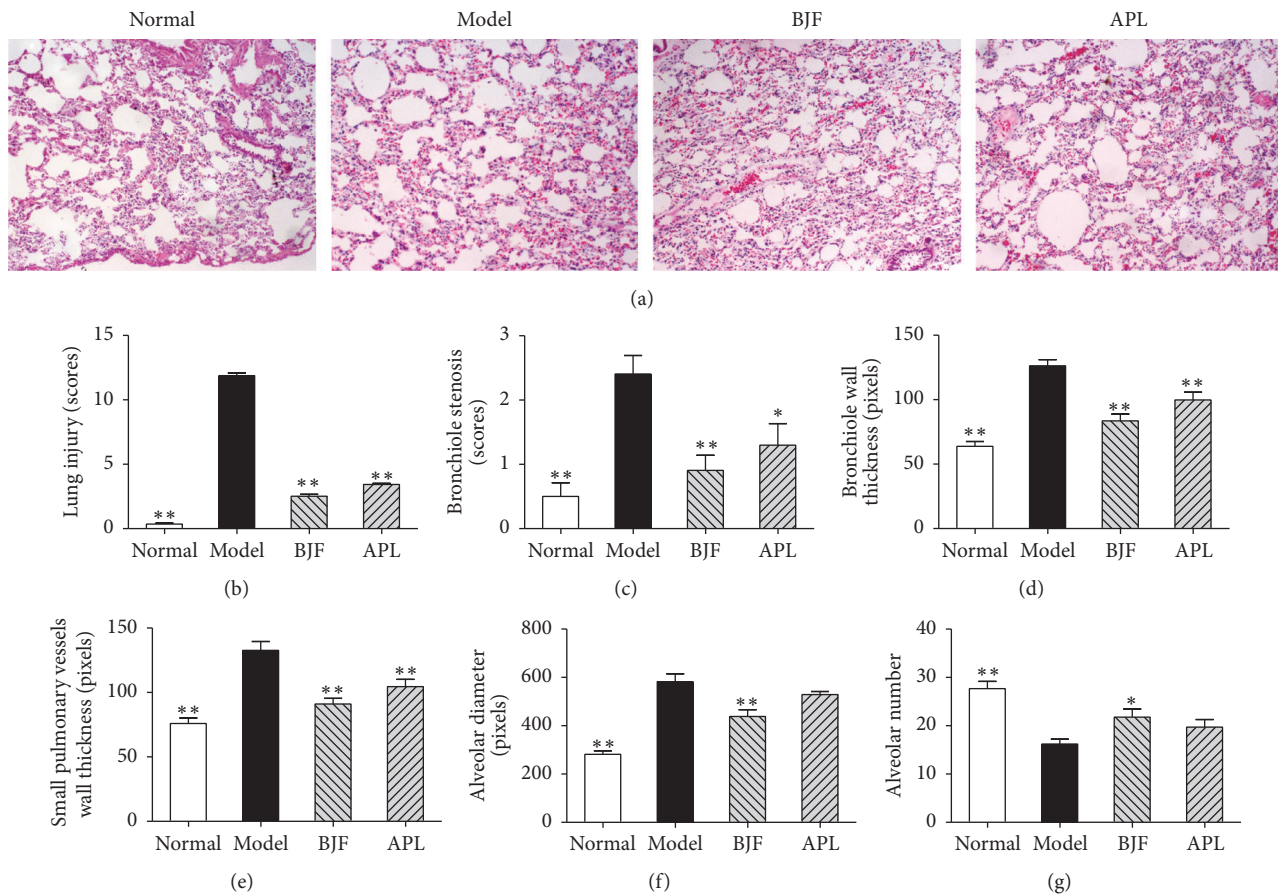 Normal Model BJF APL
(a)
Lung injury (scores)
15
10
5
0
**
**
**
Normal Model BJF APL
(b)
Bronchiole stenosis
(scores)
3
2
1
0
**
**
*
Normal Model BJF APL
(c)
Bronchiole wall
thickness (pixels)
150
100
50
0
**
**
**
Normal Model BJF APL
(d)
Small pulmonary vessels
wall thickness (pixels)
150
100
50
0
**
**
**
Normal Model BJF APL
(e)
Alveolar diameter
(pixels)
800
600
400
200
0
**
**
Normal Model BJF APL
(f)
Alveolar number
40
30
20
10
0
**
*
Normal Model BJF APL
(g)